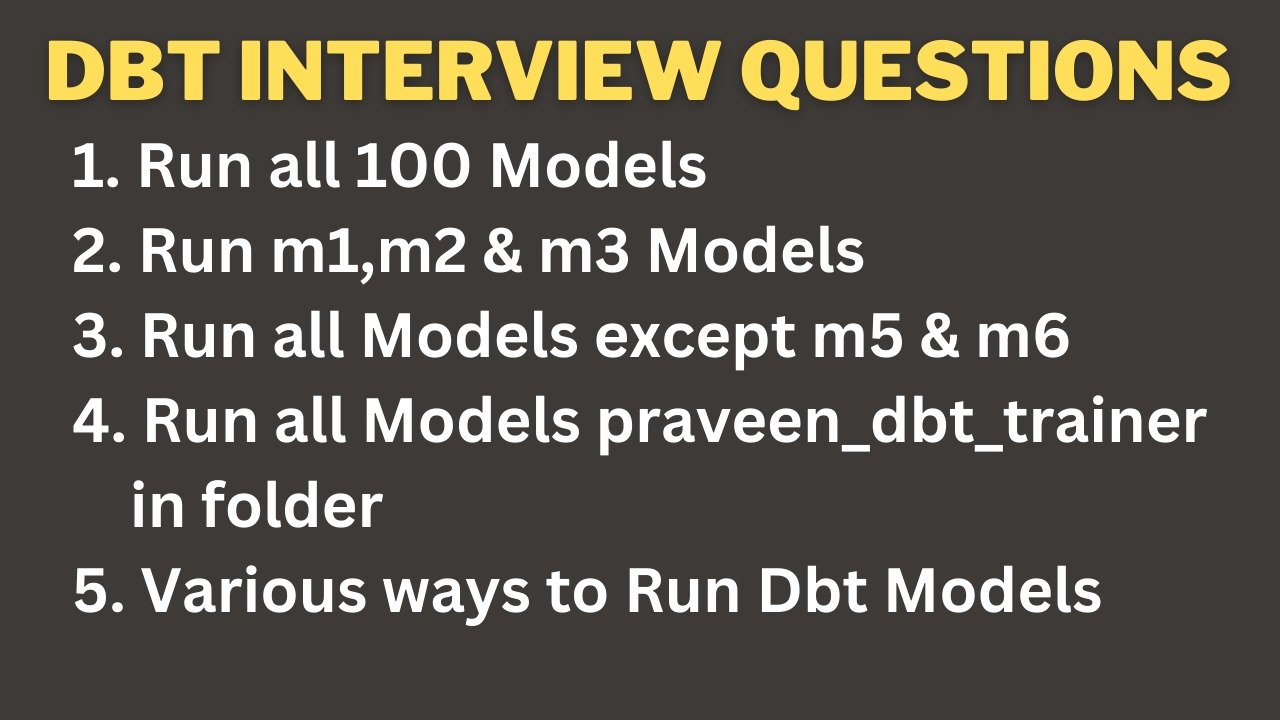 DBT INTERVIEW QUESTIONS
1. Run all 100 Models
2. Run m1,m2 & m3 Models
3. Run all Models except m5 & m6
4. Run all Models praveen_dbt_trainer
in folder
5. Various ways to Run Dbt Models